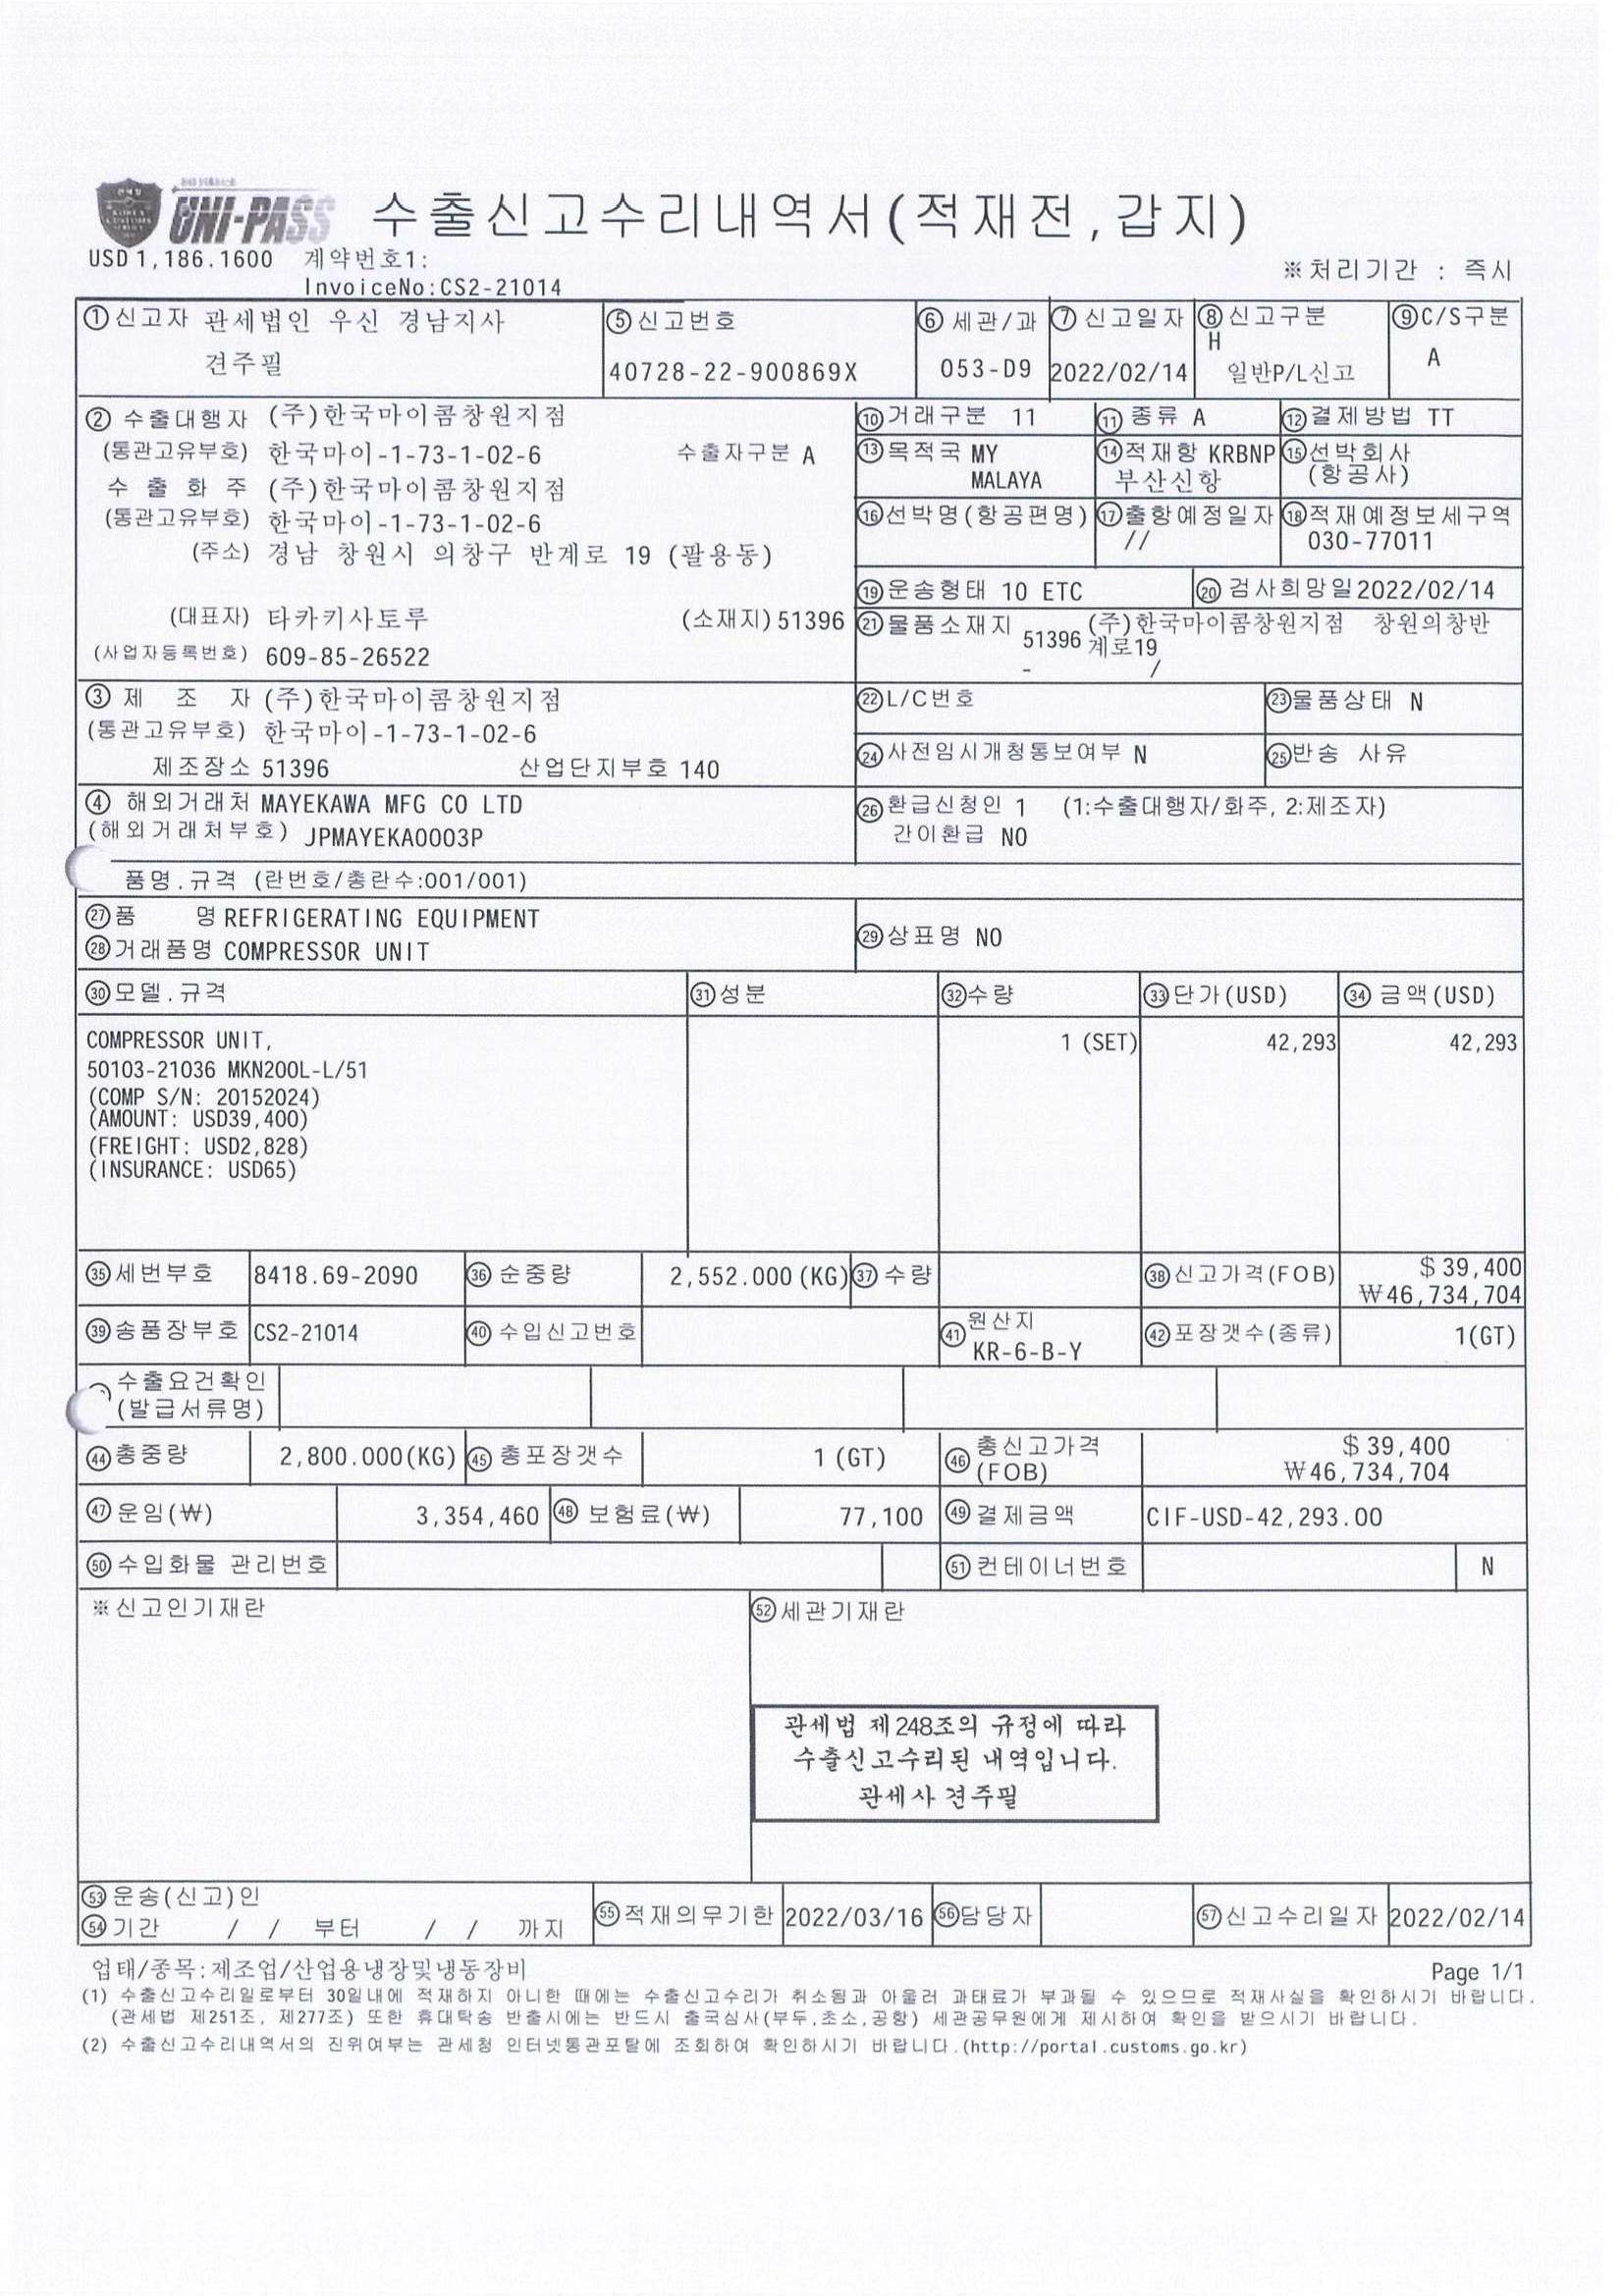 UNI-PASS 수출신고수리내역서(적재전,갑지)
USD 1,186.1600 계약번호1:
InvoiceNo:CS2-21014
※처리기간 : 즉시
①신고자 관세법인 우신 경남지사
견주필
⑤신고번호
40728-22-900869X
⑥세관/과
053-D9
⑦신고일자
2022/02/14
⑧신고구분
H
일반P/L신고
⑨C/S구분
A
②수출대행자 (주)한국마이콤창원지점
(통관고유부호) 한국마이-1-73-1-02-6 수출자구분 A
수 출 화 주 (주)한국마이콤창원지점
(통관고유부호) 한국마이-1-73-1-02-6
(주소) 경남 창원시 의창구 반계로 19 (팔용동)
(대표자) 타카키사토루 (소재지) 51396
(사업자등록번호) 609-85-26522
⑩거래구분 11
⑪종류 A
⑫결제방법 TT
⑬목적국 MY
MALAYA
⑭적재항 KRBNP
부산신항
⑮선박회사
(항공사)
⑯선박명(항공편명)
⑰출항예정일자
//
⑱적재예정보세구역
030-77011
⑲운송형태 10 ETC
⑳검사희망일 2022/02/14
㉑물품소재지 (주)한국마이콤창원지점 창원의창반
51396 계로19
- /
③제 조 자 (주)한국마이콤창원지점
(통관고유부호) 한국마이-1-73-1-02-6
제조장소 51396 산업단지부호 140
㉒L/C번호
㉓물품상태 N
㉔사전임시개청통보여부 N
㉕반송 사유
④해외거래처 MAYEKAWA MFG CO LTD
(해외거래처부호) JPMAYEKA0003P
㉖환급신청인 1 (1:수출대행자/화주, 2:제조자)
간이환급 NO
품명.규격 (란번호/총란수:001/001)
㉗품 명 REFRIGERATING EQUIPMENT
㉘거래품명 COMPRESSOR UNIT
㉙상표명 NO
㉚모델.규격 ㉛성분 ㉜수량 ㉝단가(USD) ㉞금액(USD)
COMPRESSOR UNIT, 1 (SET) 42,293 42,293
50103-21036 MKN200L-L/51
(COMP S/N: 20152024)
(AMOUNT: USD39,400)
(FREIGHT: USD2,828)
(INSURANCE: USD65)
㉟세번부호 8418.69-2090 ㊱순중량 2,552.000(KG) ㊲수량 ㊳신고가격(FOB) $39,400
₩46,734,704
㊴송품장부호 CS2-21014 ㊵수입신고번호 ㊶원산지
KR-6-B-Y
㊷포장갯수(종류) 1(GT)
수출요건확인
(발급서류명)
㊹총중량 2,800.000(KG) ㊺총포장갯수 1 (GT) ㊻총신고가격
(FOB)
$39,400
₩46,734,704
㊼운임(₩) 3,354,460 ㊽보험료(₩) 77,100 ㊾결제금액 CIF-USD-42,293.00
㊿수입화물 관리번호 51컨테이너번호 N
※신고인기재란
52세관기재란
관세법 제248조의 규정에 따라
수출신고수리된 내역입니다.
관세사 견주필
53운송(신고)인
54기간 / / 부터 / / 까지
55적재의무기한 2022/03/16 56담당자 57신고수리일자 2022/02/14
업태/종목:제조업/산업용냉장및냉동장비 Page 1/1
(1) 수출신고수리일로부터 30일내에 적재하지 아니한 때에는 수출신고수리가 취소됨과 아울러 과태료가 부과될 수 있으므로 적재사실을 확인하시기 바랍니다.
(관세법 제251조, 제277조) 또한 휴대탁송 반출시에는 반드시 출국심사(부두,초소,공항) 세관공무원에게 제시하여 확인을 받으시기 바랍니다.
(2) 수출신고수리내역서의 진위여부는 관세청 인터넷통관포탈에 조회하여 확인하시기 바랍니다.(http://portal.customs.go.kr)